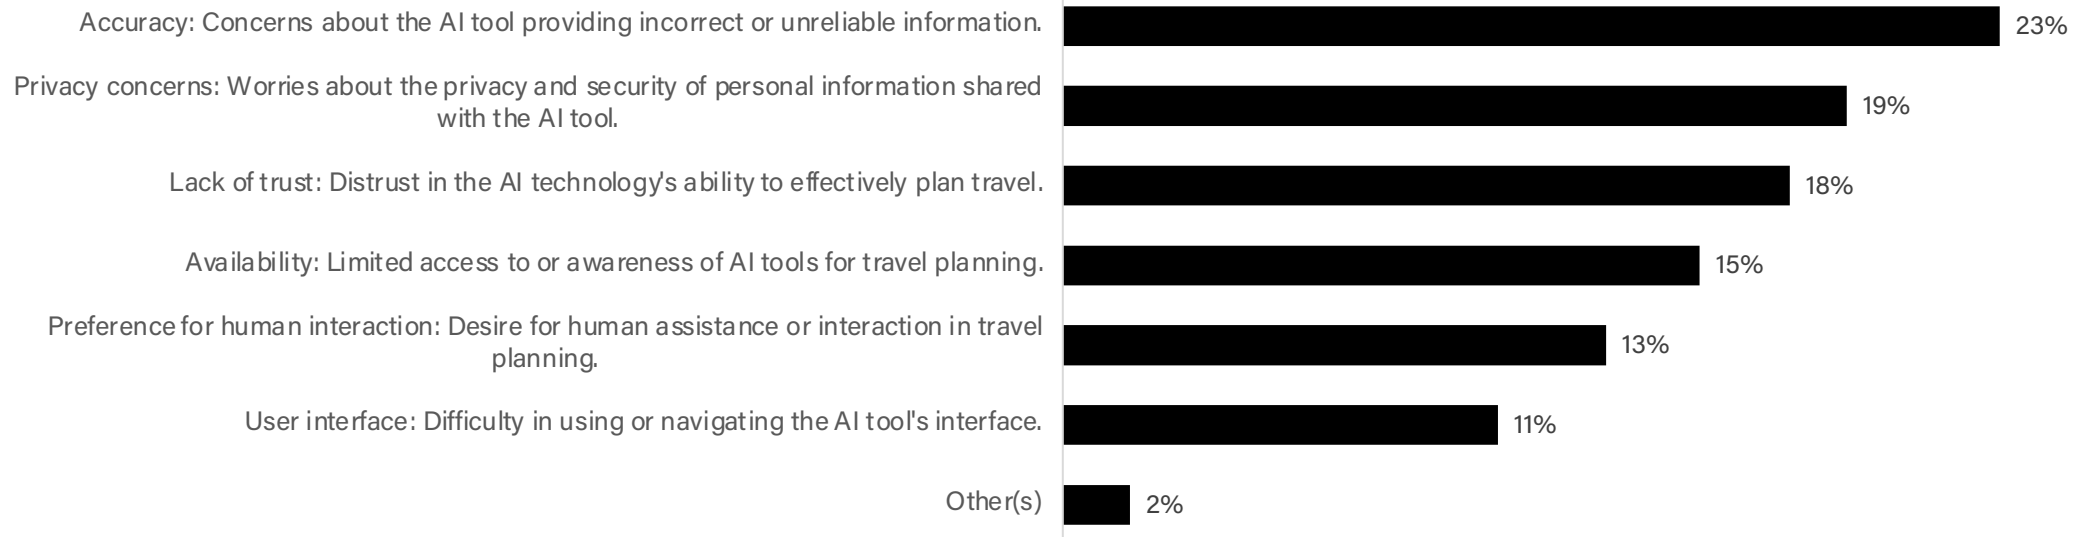 Accuracy: Concerns about the AI tool providing incorrect or unreliable information.
23%
Privacy concerns: Worries about the privacy and security of personal information shared
with the AI tool.
19%
Lack of trust: Distrust in the AI technology's ability to effectively plan travel.
18%
Availability: Limited access to or awareness of AI tools for travel planning.
15%
Preference for human interaction: Desire for human assistance or interaction in travel
planning.
13%
User interface: Difficulty in using or navigating the AI tool's interface.
11%
Other(s)
2%